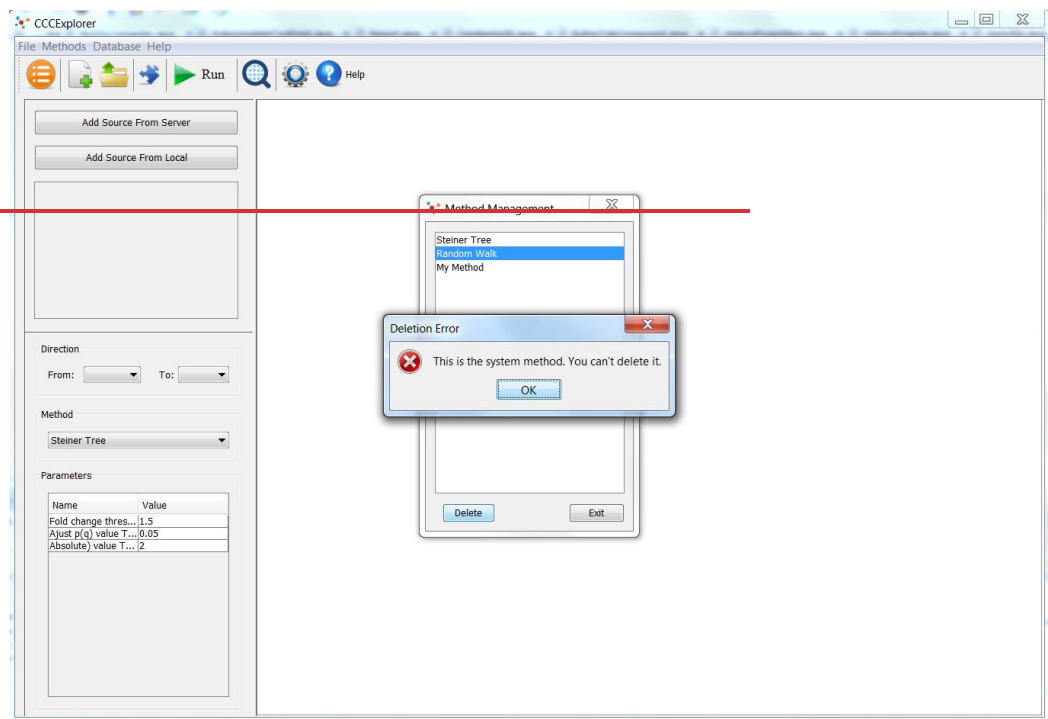 CCCExplorer
File Methods Database Help
Run Help
Add Source From Server
Add Source From Local
Direction
From: To:
Method
Steiner Tree
Parameters
Name Value
Fold change thres... 1.5
Ajust p(q) value T... 0.05
Absolute) value T... 2
Method Management
Steiner Tree
Random Walk
My Method
Deletion Error
This is the system method. You can't delete it.
OK
Delete Exit